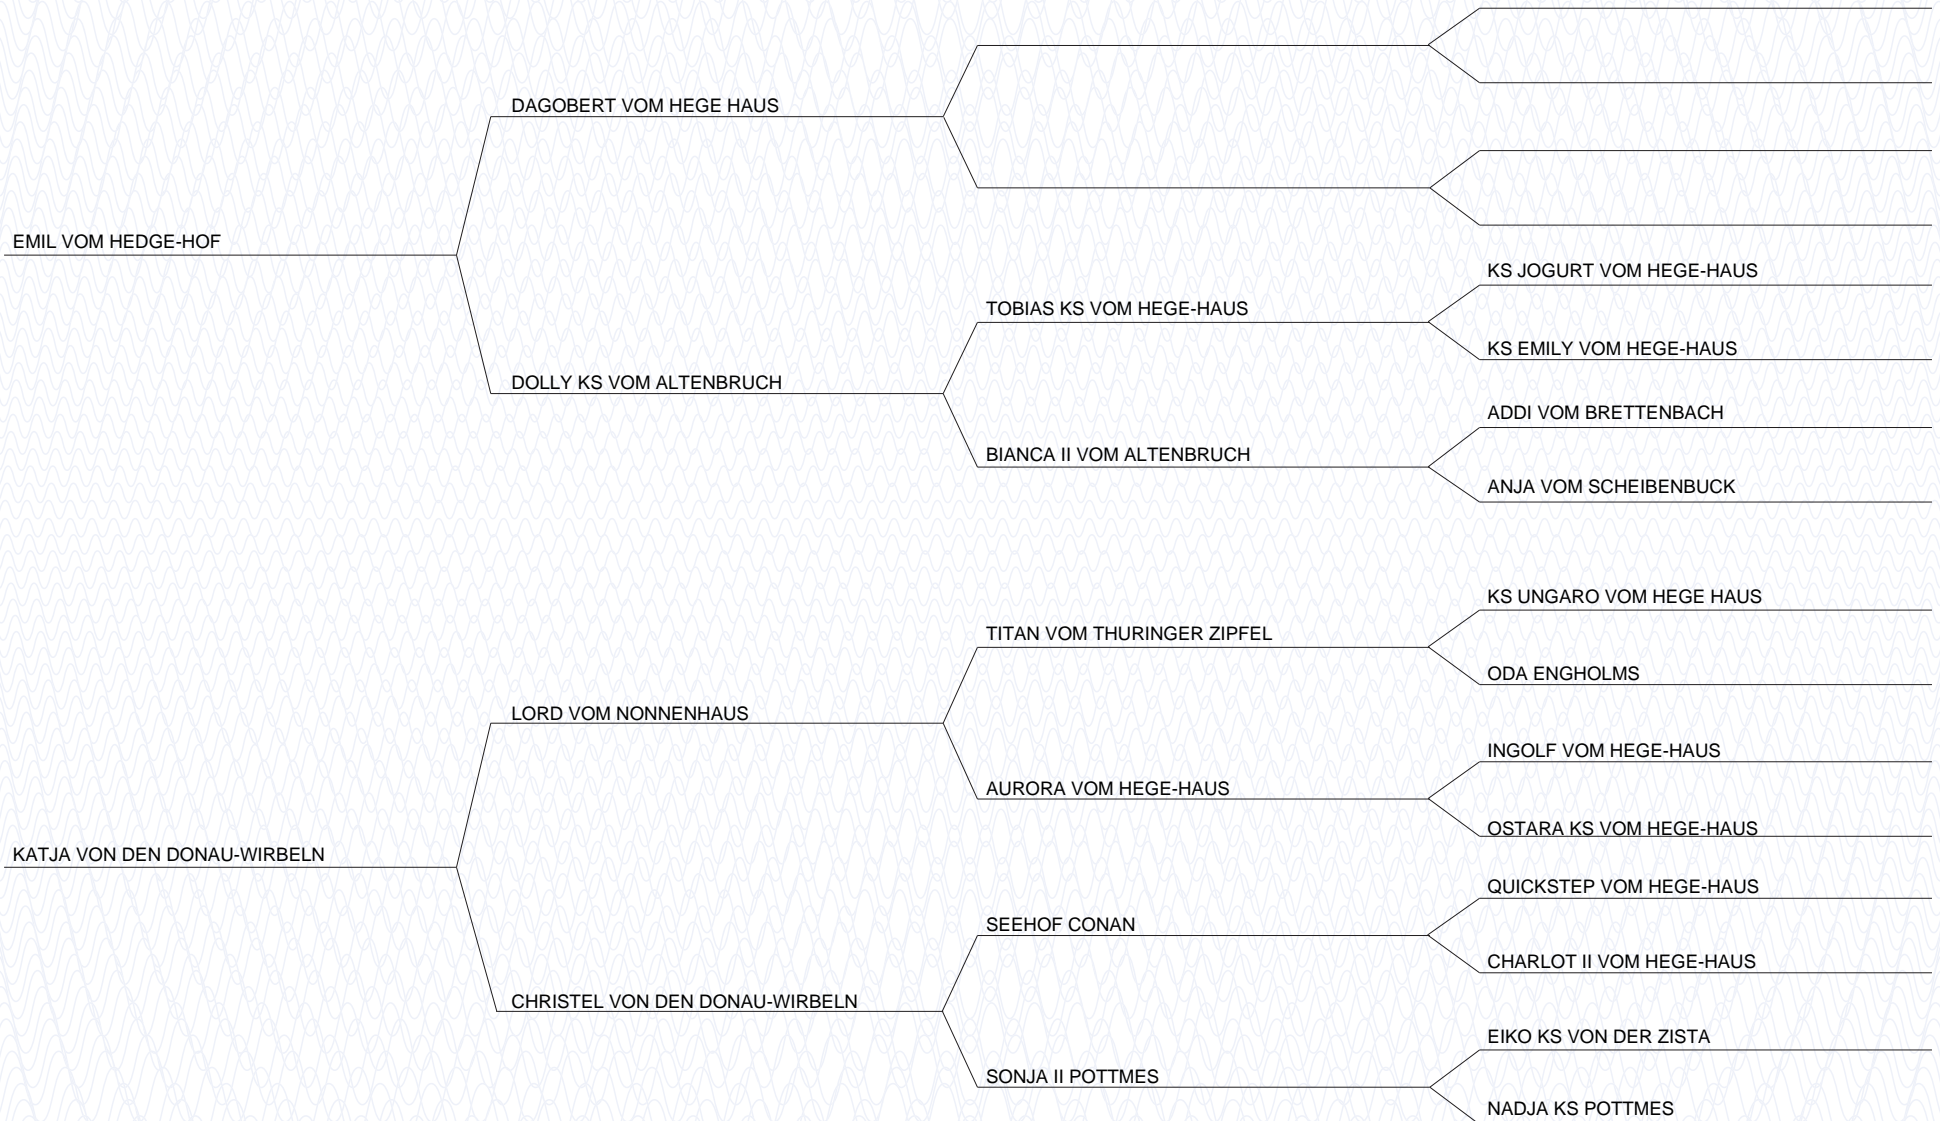 DAGOBERT VOM HEGE HAUS
EMIL VOM HEDGE-HOF
KS JOGURT VOM HEGE-HAUS
TOBIAS KS VOM HEGE-HAUS
KS EMILY VOM HEGE-HAUS
DOLLY KS VOM ALTENBRUCH
ADDI VOM BRETTENBACH
BIANCA II VOM ALTENBRUCH
ANJA VOM SCHEIBENBUCK
KS UNGARO VOM HEGE HAUS
TITAN VOM THURINGER ZIPFEL
ODA ENGHOLMS
LORD VOM NONNENHAUS
INGOLF VOM HEGE-HAUS
AURORA VOM HEGE-HAUS
OSTARA KS VOM HEGE-HAUS
KATJA VON DEN DONAU-WIRBELN
QUICKSTEP VOM HEGE-HAUS
SEEHOF CONAN
CHARLOT II VOM HEGE-HAUS
CHRISTEL VON DEN DONAU-WIRBELN
EIKO KS VON DER ZISTA
SONJA II POTTMES
NADJA KS POTTMES